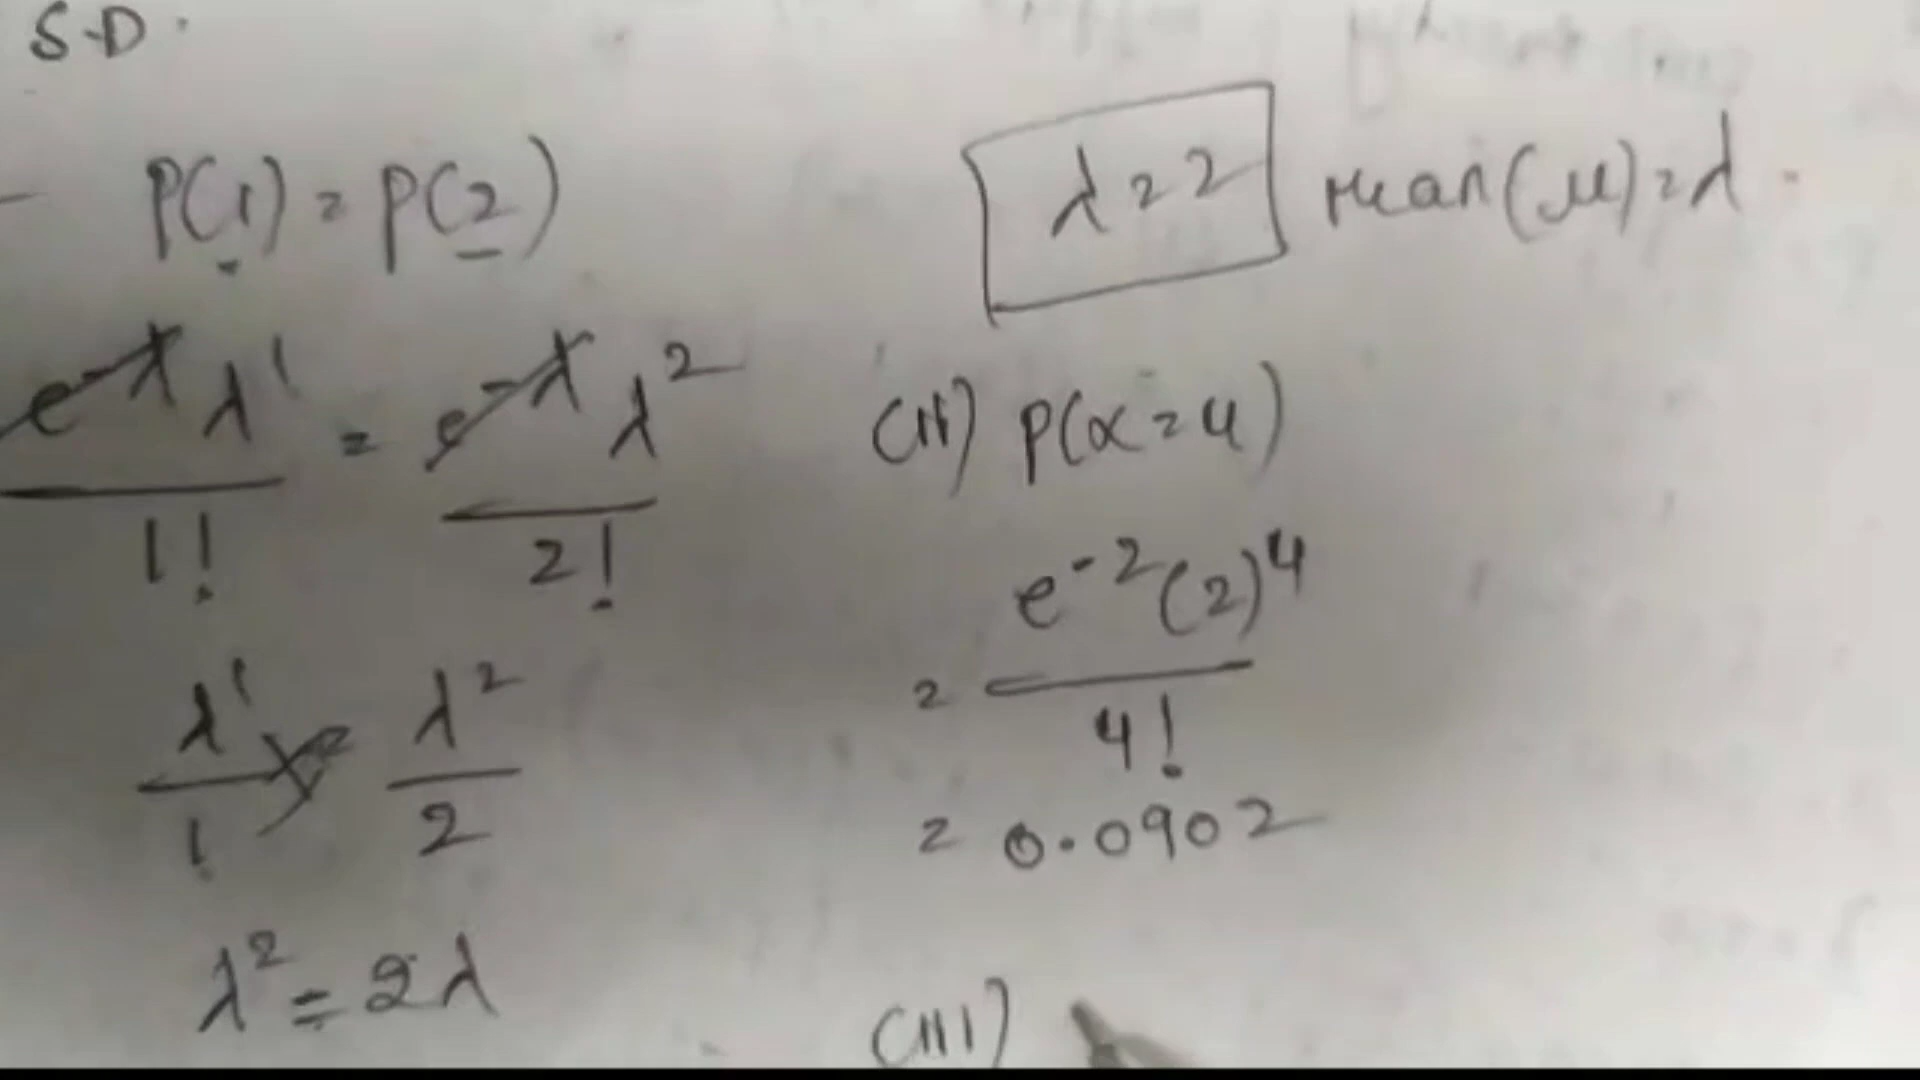 S.D.
P(1) = P(2)
e^-λ λ^1 / 1! = e^-λ λ^2 / 2!
λ^1 / 1 = λ^2 / 2
λ^2 = 2λ
λ = 2 Mean(μ) = λ.
(ii) P(x = 4)
= e^-2 (2)^4 / 4!
= 0.0902
(iii)